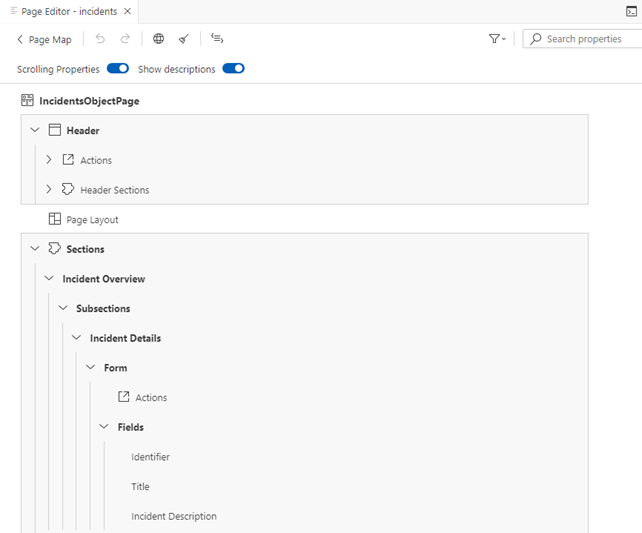 Page Editor - incidents
Page Map
Search properties
Scrolling Properties Show descriptions
IncidentsObjectPage
Header
Actions
Header Sections
Page Layout
Sections
Incident Overview
Subsections
Incident Details
Form
Actions
Fields
Identifier
Title
Incident Description